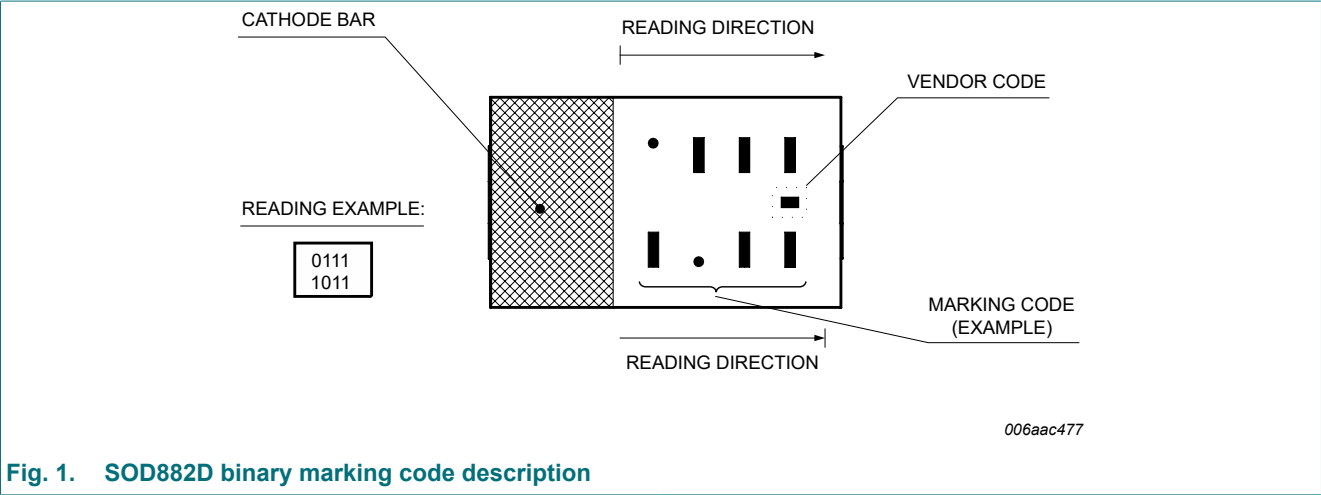 CATHODE BAR
READING DIRECTION
VENDOR CODE
READING EXAMPLE:
0111
1011
MARKING CODE
(EXAMPLE)
READING DIRECTION
006aac477
Fig. 1. SOD882D binary marking code description